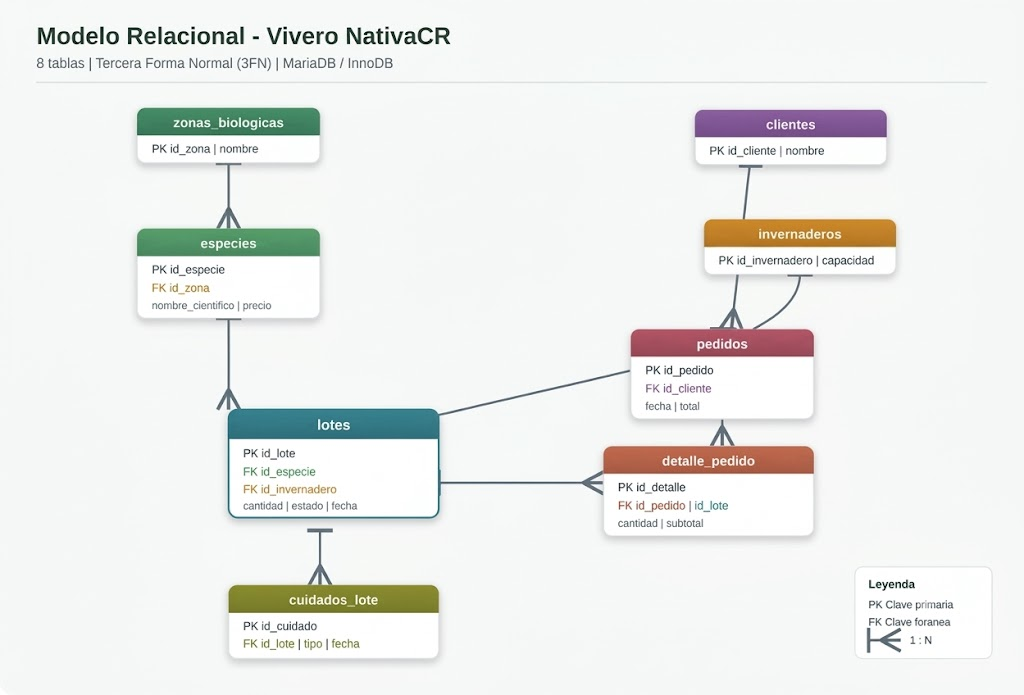 Modelo Relacional - Vivero NativaCR
8 tablas | Tercera Forma Normal (3FN) | MariaDB / InnoDB
zonas_biologicas
PK id_zona | nombre
clientes
PK id_cliente | nombre
especies
PK id_especie
FK id_zona
nombre_cientifico | precio
invernaderos
PK id_invernadero | capacidad
pedidos
PK id_pedido
FK id_cliente
fecha | total
lotes
PK id_lote
FK id_especie
FK id_invernadero
cantidad | estado | fecha
detalle_pedido
PK id_detalle
FK id_pedido | id_lote
cantidad | subtotal
cuidados_lote
PK id_cuidado
FK id_lote | tipo | fecha
Leyenda
PK Clave primaria
FK Clave foranea
1 : N